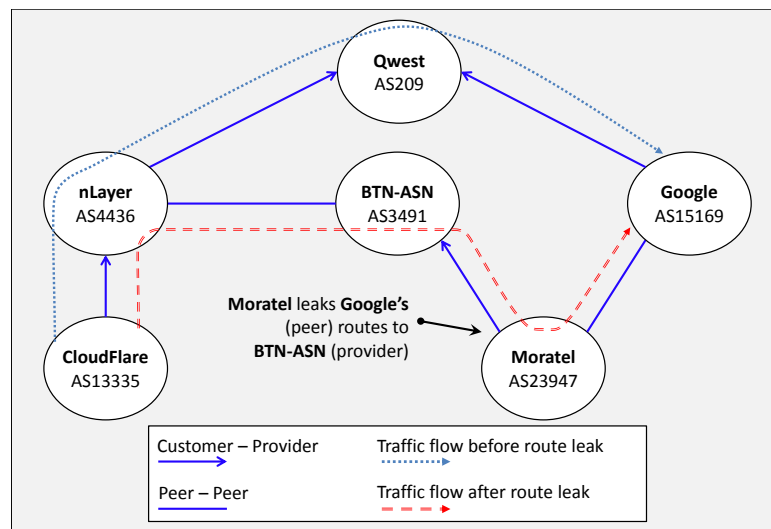 Qwest
AS209
nLayer
AS4436
BTN-ASN
AS3491
Google
AS15169
Moratel leaks Google's
(peer) routes to
BTN-ASN (provider)
CloudFlare
AS13335
Moratel
AS23947
Customer – Provider
Traffic flow before route leak
Peer – Peer
Traffic flow after route leak